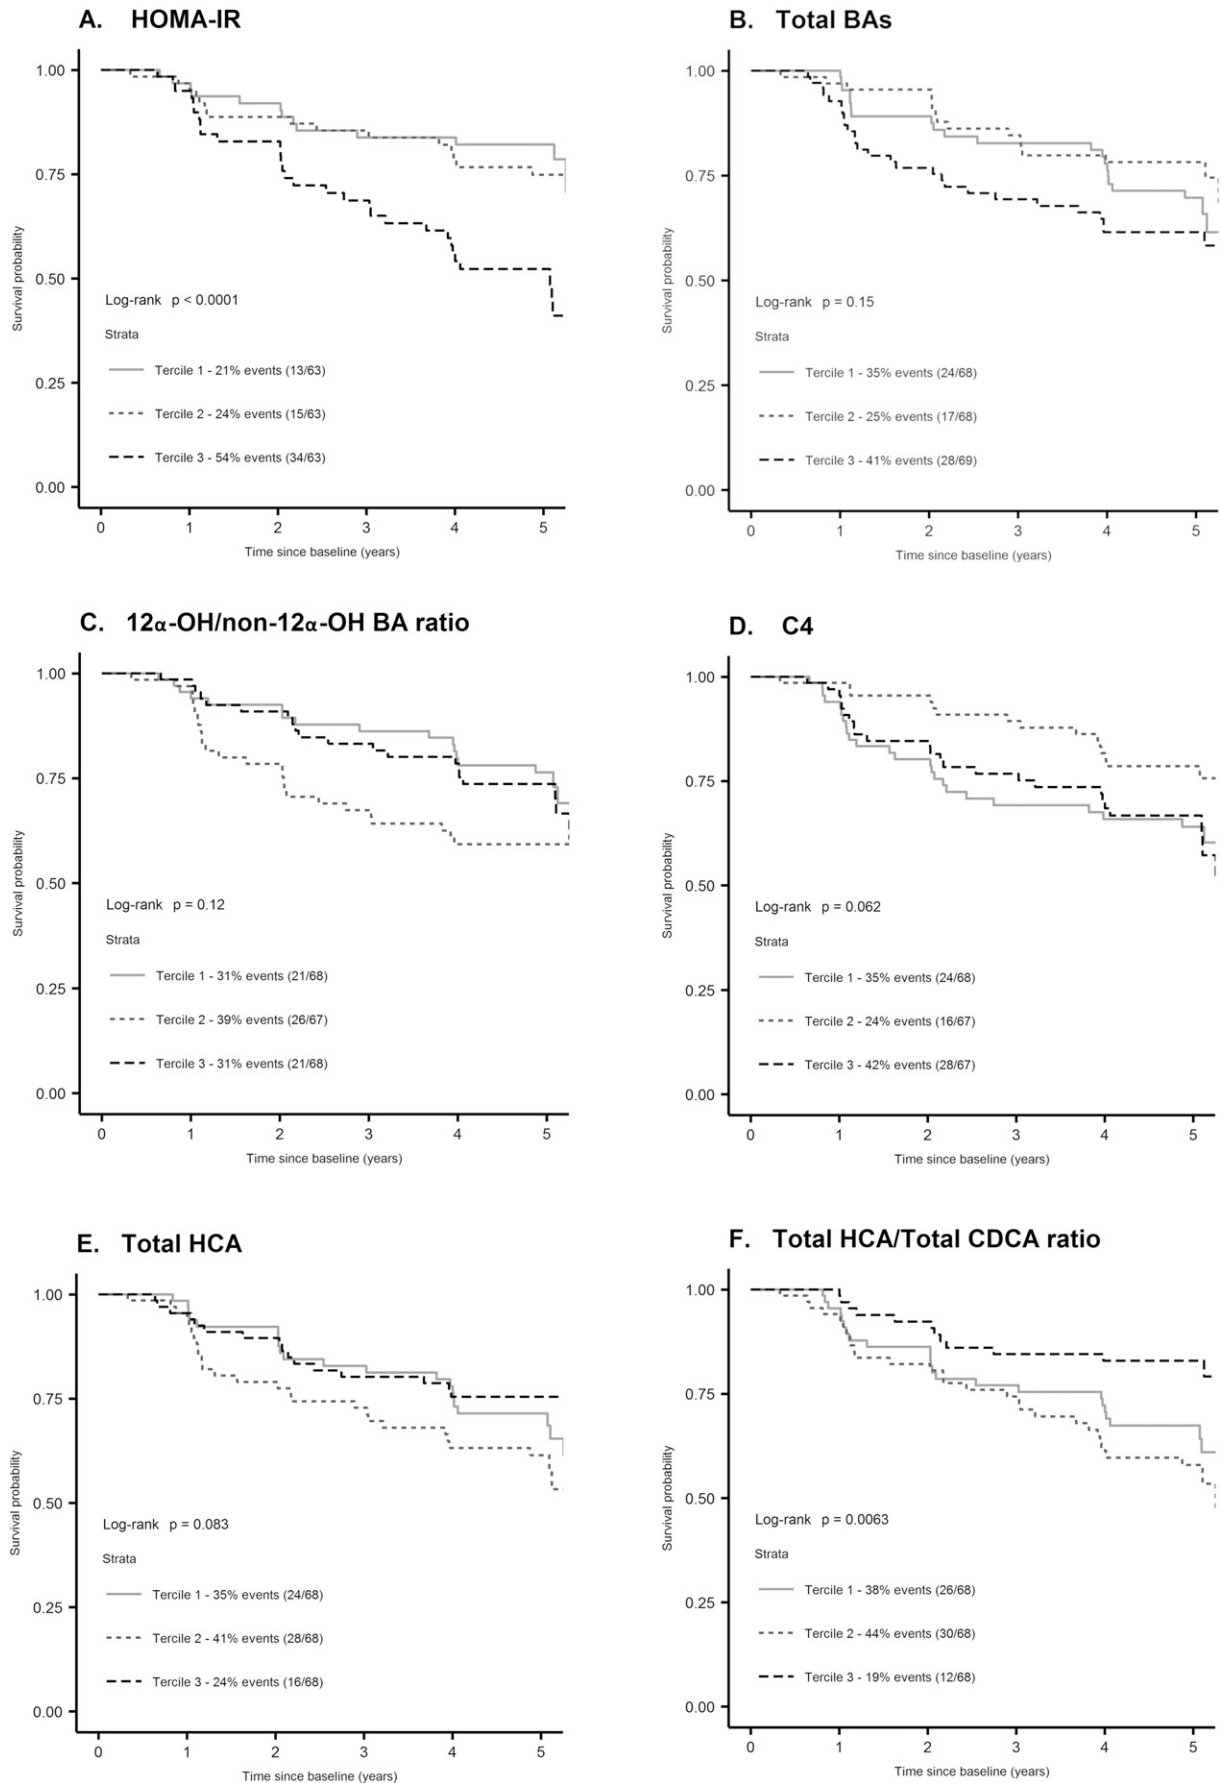 A. HOMA-IR
1.00
0.75
0.50
0.25
0.00
Survival probability
Log-rank p < 0.0001
Strata
Tercile 1 - 21% events (13/63)
Tercile 2 - 24% events (15/63)
Tercile 3 - 54% events (34/63)
0 1 2 3 4 5
Time since baseline (years)
B. Total BAs
1.00
0.75
0.50
0.25
0.00
Survival probability
Log-rank p = 0.15
Strata
Tercile 1 - 35% events (24/68)
Tercile 2 - 25% events (17/68)
Tercile 3 - 41% events (28/69)
0 1 2 3 4 5
Time since baseline (years)
C. 12α-OH/non-12α-OH BA ratio
1.00
0.75
0.50
0.25
0.00
Survival probability
Log-rank p = 0.12
Strata
Tercile 1 - 31% events (21/68)
Tercile 2 - 39% events (26/67)
Tercile 3 - 31% events (21/68)
0 1 2 3 4 5
Time since baseline (years)
D. C4
1.00
0.75
0.50
0.25
0.00
Survival probability
Log-rank p = 0.062
Strata
Tercile 1 - 35% events (24/68)
Tercile 2 - 24% events (16/67)
Tercile 3 - 42% events (28/67)
0 1 2 3 4 5
Time since baseline (years)
E. Total HCA
1.00
0.75
0.50
0.25
0.00
Survival probability
Log-rank p = 0.083
Strata
Tercile 1 - 35% events (24/68)
Tercile 2 - 41% events (28/68)
Tercile 3 - 24% events (16/68)
0 1 2 3 4 5
Time since baseline (years)
F. Total HCA/Total CDCA ratio
1.00
0.75
0.50
0.25
0.00
Survival probability
Log-rank p = 0.0063
Strata
Tercile 1 - 38% events (26/68)
Tercile 2 - 44% events (30/68)
Tercile 3 - 19% events (12/68)
0 1 2 3 4 5
Time since baseline (years)